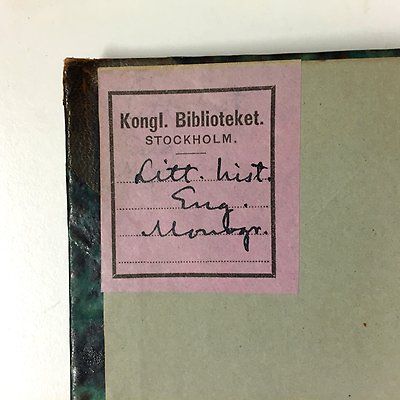 Kongl. Biblioteket.
STOCKHOLM.
Litt. hist.
Eng.
Monogr.